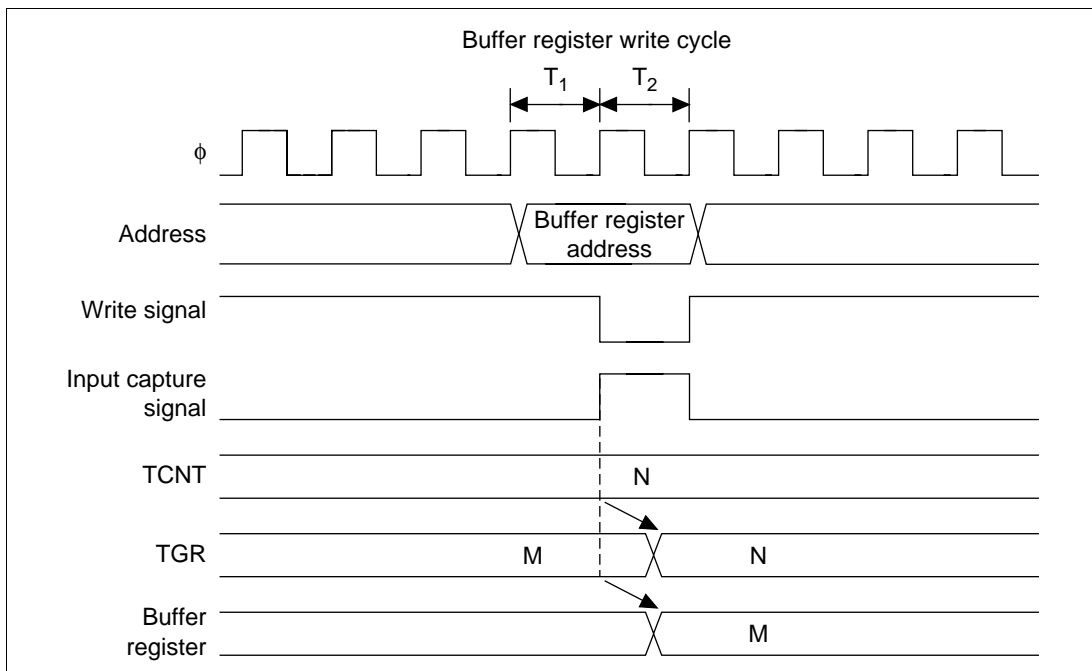 Buffer register write cycle
T1 T2
ϕ
Address
Buffer register
address
Write signal
Input capture
signal
TCNT
N
TGR
M N
Buffer
register
M